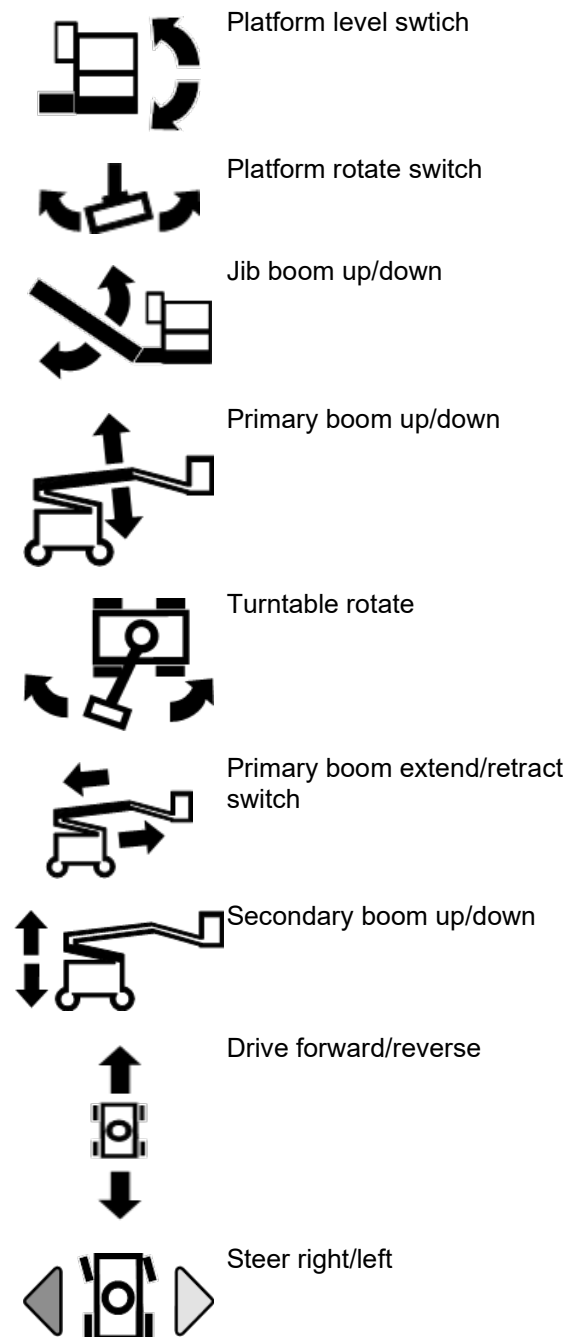 Platform level swtich
Platform rotate switch
Jib boom up/down
Primary boom up/down
Turntable rotate
Primary boom extend/retract
switch
Secondary boom up/down
Drive forward/reverse
Steer right/left